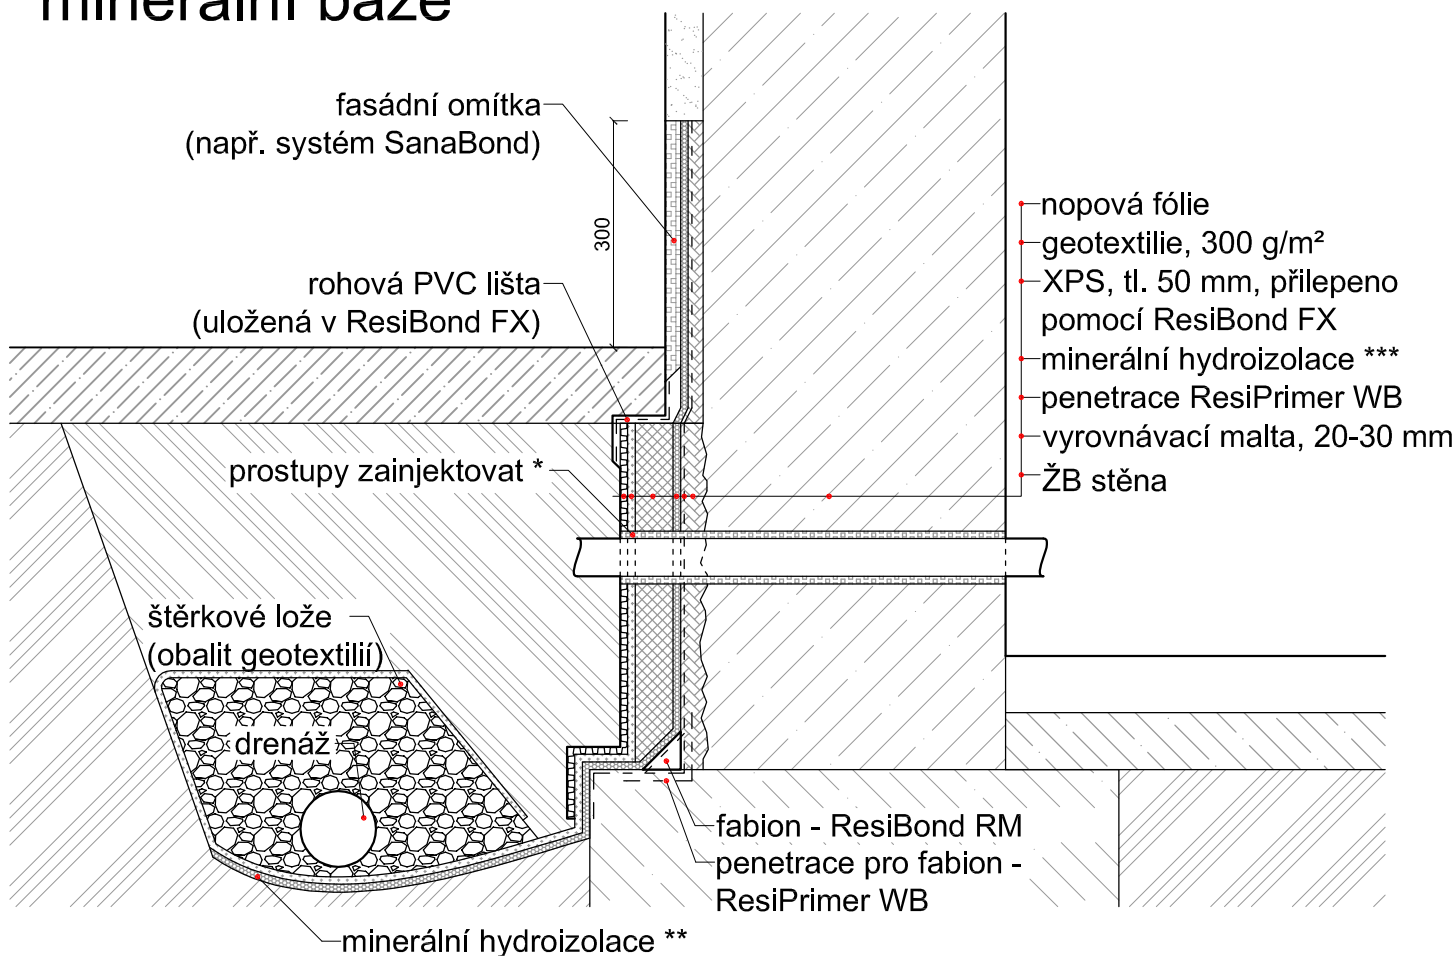 minerální báze
fasádní omítka
(např. systém SanaBond)
300
rohová PVC lišta
(uložená v ResiBond FX)
nopová fólie
geotextilie, 300 g/m²
XPS, tl. 50 mm, přilepeno
pomocí ResiBond FX
minerální hydroizolace ***
penetrace ResiPrimer WB
vyrovnávací malta, 20-30 mm
ŽB stěna
prostupy zainjektovat *
štěrkové lože
(obalit geotextilií)
drenáž
fabion - ResiBond RM
penetrace pro fabion -
ResiPrimer WB
minerální hydroizolace **